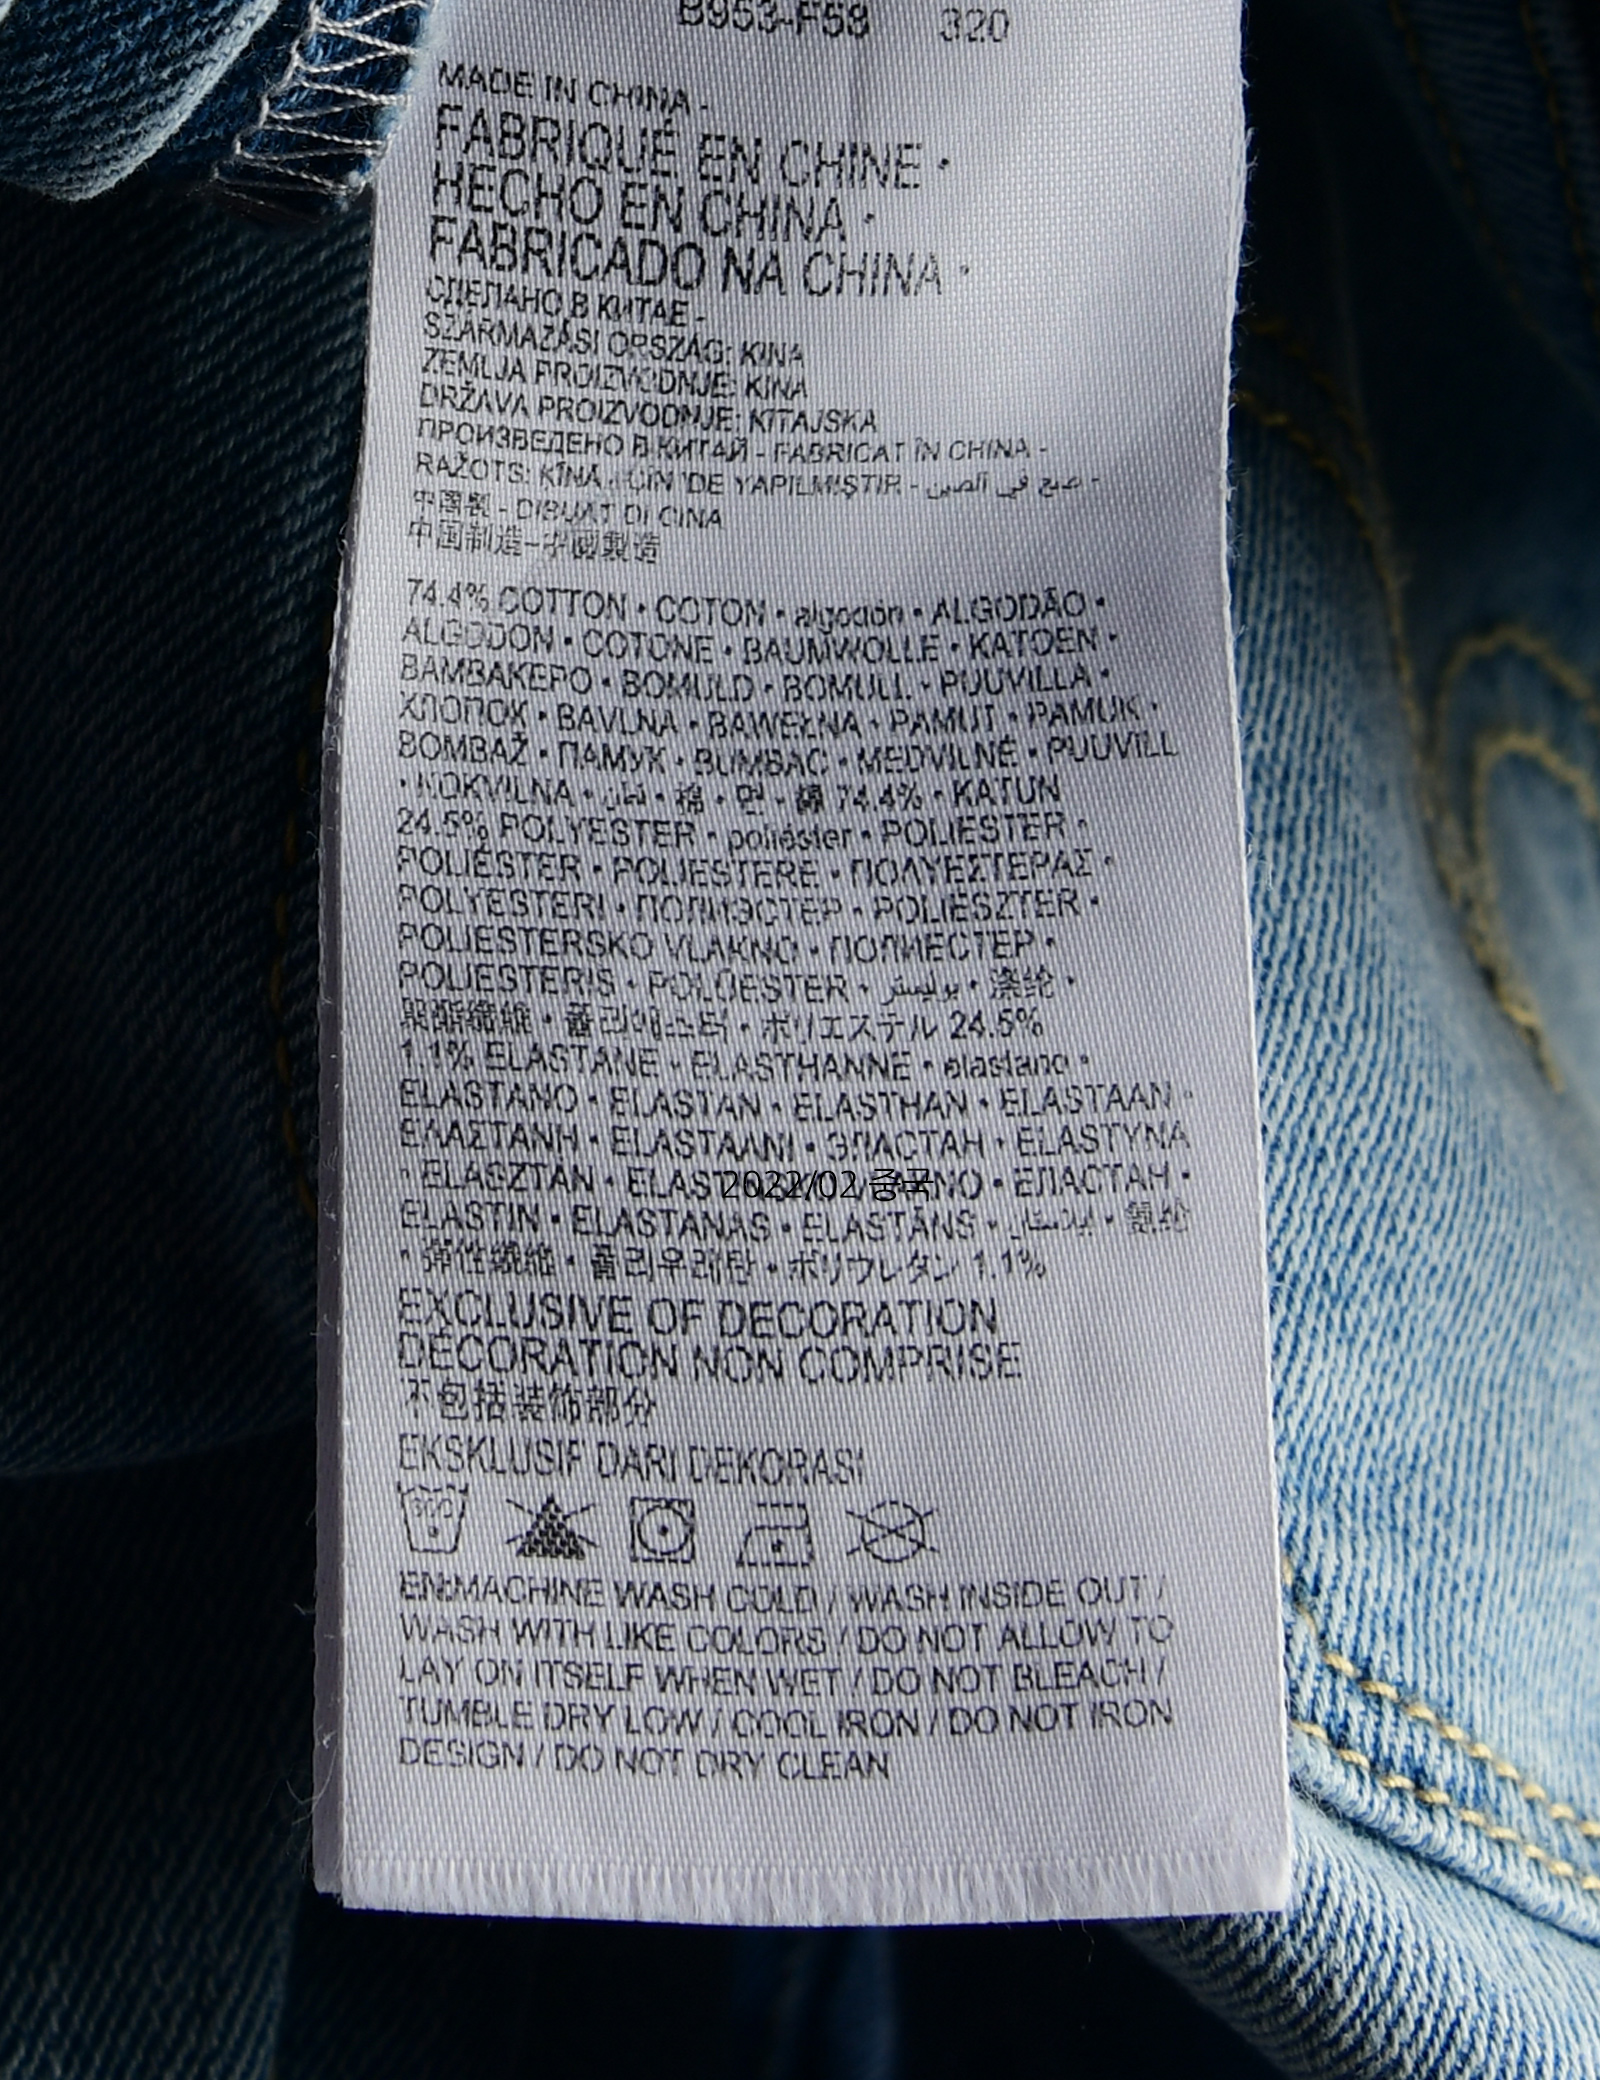 B953-F58 320
MADE IN CHINA -
FABRIQUÉ EN CHINE •
HECHO EN CHINA •
FABRICADO NA CHINA •
СДЕЛАНО В КИТАЕ -
SZÁRMAZÁSI ORSZÁG: KÍNA
ZEMLJA PROIZVODNJE: KINA
DRŽAVA PROIZVODNJE: KITAJSKA
ПРОИЗВЕДЕНО В КИТАЙ - FABRICAT ÎN CHINA -
RAŽOTS: ĶĪNA - ÇİN 'DE YAPILMIŞTIR - صنع في الصين -
中國製 - DIBUAT DI CINA
中国制造-中國製造
74.4% COTTON • COTON • algodón • ALGODÃO •
ALGODON • COTONE • BAUMWOLLE • KATOEN •
ΒΑΜΒΑΚΕΡΟ • BOMULD • BOMULL • PUUVILLA •
ХЛОПОК • BAVLNA • BAWEŁNA • PAMUT • PAMUK •
BOMBAŽ • ПАМУК • BUMBAC • MEDVILNĖ • PUUVILL
• KOKVILNA • قطن • 棉 • 면 • 綿 74.4% • KATUN
24.5% POLYESTER • poliéster • POLIESTER •
POLIÉSTER • POLIESTERE • ΠΟΛΥΕΣΤΕΡΑΣ •
POLYESTERI • ПОЛИЭСТЕР • POLIÉSZTER •
POLIESTERSKO VLAKNO • ПОЛИЕСТЕР •
POLIESTERIS • POLÜESTER • بوليستر • 涤纶 •
聚酯纖維 • 폴리에스터 • ポリエステル 24.5%
1.1% ELASTANE • ELASTHANNE • elastano •
ELASTANO • ELASTAN • ELASTHAN • ELASTAAN •
ΕΛΑΣΤΑΝΗ • ELASTAANI • ЭЛАСТАН • ELASTYNA
• ELASZTÁN • ELAST NO • ЕЛАСТАН •
2022/02 중국
ELASTIN • ELASTANAS • ELASTĀNS • إيلاستان • 氨纶
• 彈性纖維 • 폴리우레탄 • ポリウレタン 1.1%
EXCLUSIVE OF DECORATION
DÉCORATION NON COMPRISE
不包括装饰部分
EKSKLUSIF DARI DEKORASI
EN:MACHINE WASH COLD / WASH INSIDE OUT /
WASH WITH LIKE COLORS / DO NOT ALLOW TO
LAY ON ITSELF WHEN WET / DO NOT BLEACH /
TUMBLE DRY LOW / COOL IRON / DO NOT IRON
DESIGN / DO NOT DRY CLEAN